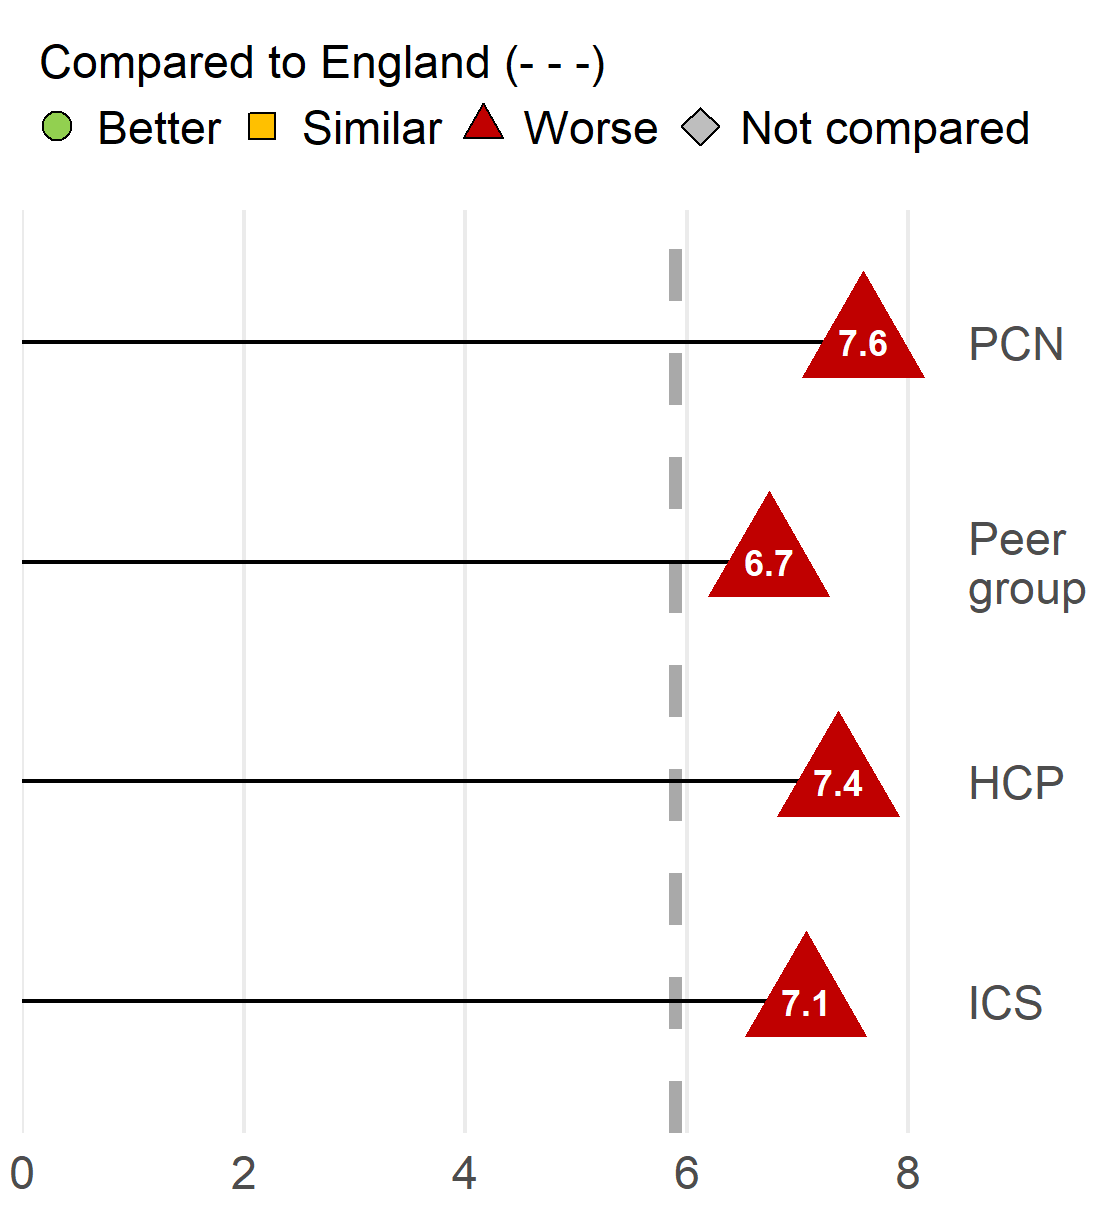 Compared to England (- - -)
Better Similar Worse Not compared
7.6 PCN
6.7 Peer
group
7.4 HCP
7.1 ICS
0 2 4 6 8